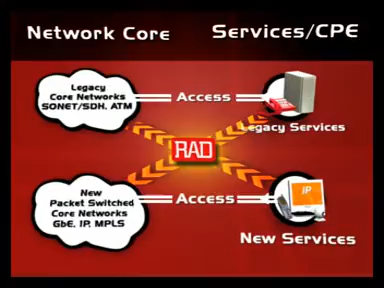 Network Core
Services/CPE
Legacy
Core Networks
SONET/SDH, ATM
Access
Legacy Services
RAD
New
Packet Switched
Core Networks
GbE, IP, MPLS
Access
IP
New Services